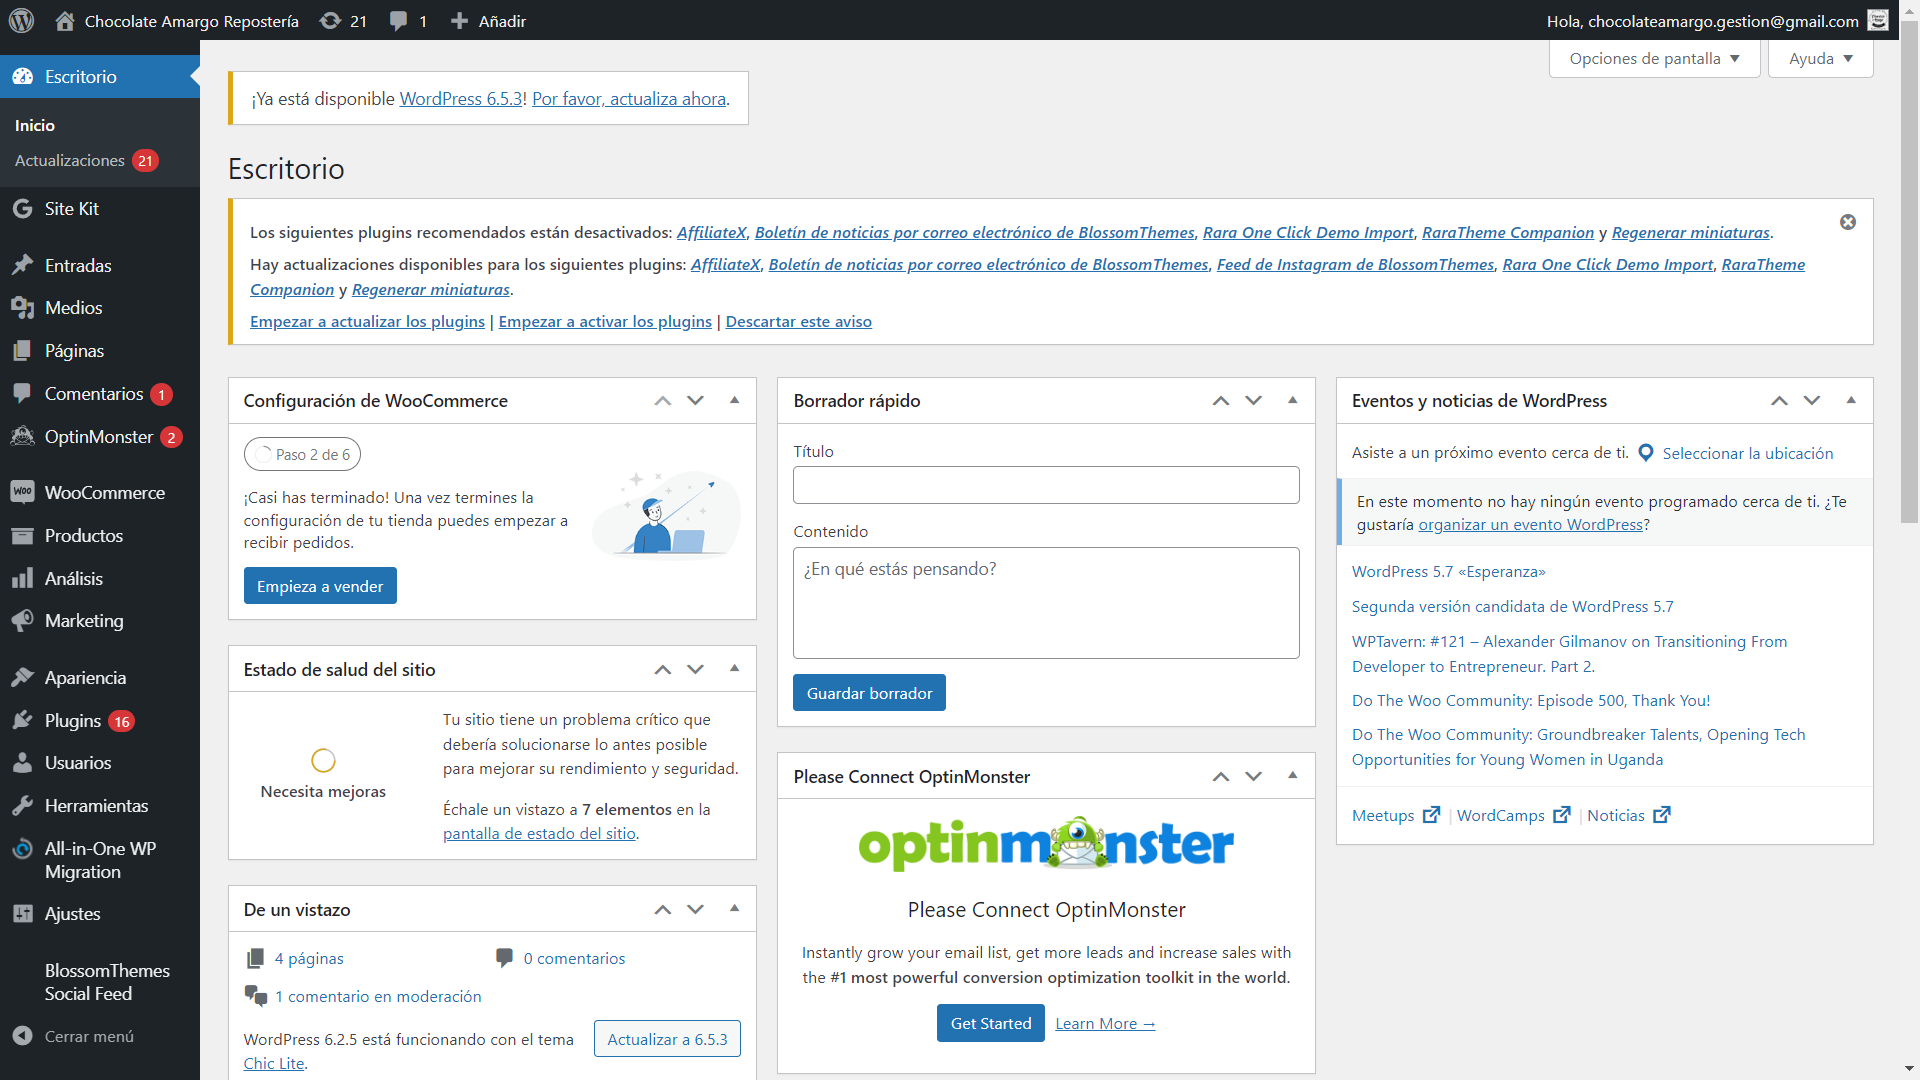 Chocolate Amargo Repostería
21
1
Añadir
Hola, chocolateamargo.gestion@gmail.com
Escritorio
Inicio
Actualizaciones 21
Site Kit
Entradas
Medios
Páginas
Comentarios 1
OptinMonster 2
WooCommerce
Productos
Análisis
Marketing
Apariencia
Plugins 16
Usuarios
Herramientas
All-in-One WP
Migration
Ajustes
BlossomThemes
Social Feed
Cerrar menú
Opciones de pantalla
Ayuda
¡Ya está disponible WordPress 6.5.3! Por favor, actualiza ahora.
Escritorio
Los siguientes plugins recomendados están desactivados: AffiliateX, Boletín de noticias por correo electrónico de BlossomThemes, Rara One Click Demo Import, RaraTheme Companion y Regenerar miniaturas.
Hay actualizaciones disponibles para los siguientes plugins: AffiliateX, Boletín de noticias por correo electrónico de BlossomThemes, Feed de Instagram de BlossomThemes, Rara One Click Demo Import, RaraTheme
Companion y Regenerar miniaturas.
Empezar a actualizar los plugins | Empezar a activar los plugins | Descartar este aviso
Configuración de WooCommerce
Paso 2 de 6
¡Casi has terminado! Una vez termines la
configuración de tu tienda puedes empezar a
recibir pedidos.
Empieza a vender
Estado de salud del sitio
Necesita mejoras
Tu sitio tiene un problema crítico que
debería solucionarse lo antes posible
para mejorar su rendimiento y seguridad.
Échale un vistazo a 7 elementos en la
pantalla de estado del sitio.
De un vistazo
4 páginas
0 comentarios
1 comentario en moderación
WordPress 6.2.5 está funcionando con el tema
Chic Lite.
Actualizar a 6.5.3
Borrador rápido
Título
Contenido
¿En qué estás pensando?
Guardar borrador
Please Connect OptinMonster
optinmonster
Please Connect OptinMonster
Instantly grow your email list, get more leads and increase sales with
the #1 most powerful conversion optimization toolkit in the world.
Get Started
Learn More →
Eventos y noticias de WordPress
Asiste a un próximo evento cerca de ti. Seleccionar la ubicación
En este momento no hay ningún evento programado cerca de ti. ¿Te
gustaría organizar un evento WordPress?
WordPress 5.7 «Esperanza»
Segunda versión candidata de WordPress 5.7
WPTavern: #121 – Alexander Gilmanov on Transitioning From
Developer to Entrepreneur. Part 2.
Do The Woo Community: Episode 500, Thank You!
Do The Woo Community: Groundbreaker Talents, Opening Tech
Opportunities for Young Women in Uganda
Meetups | WordCamps | Noticias